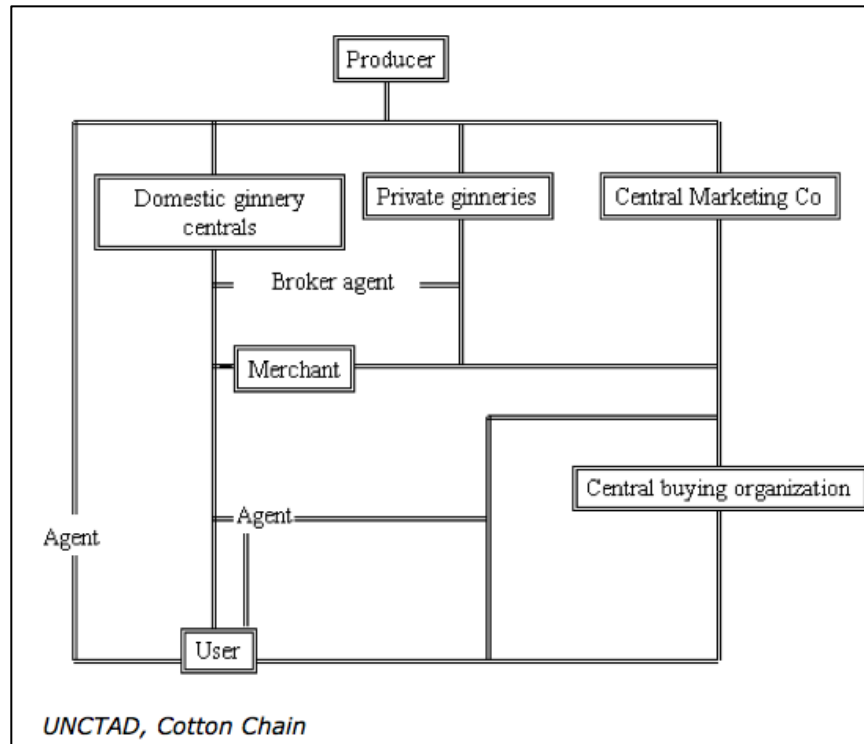 Producer
Domestic ginnery
centrals
Private ginneries
Central Marketing Co
Broker agent
Merchant
Central buying organization
Agent
Agent
User
UNCTAD, Cotton Chain